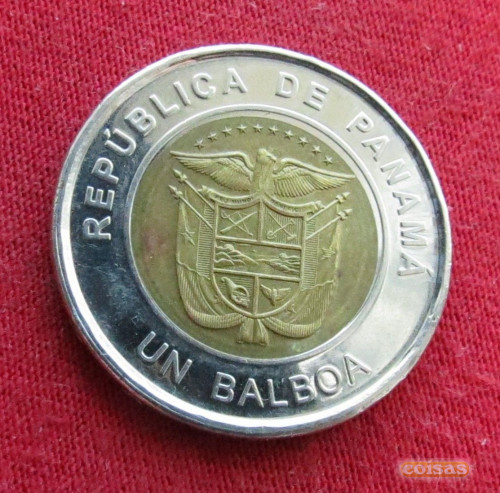 REPÚBLICA DE PANAMÁ
UN BALBOA
coisas